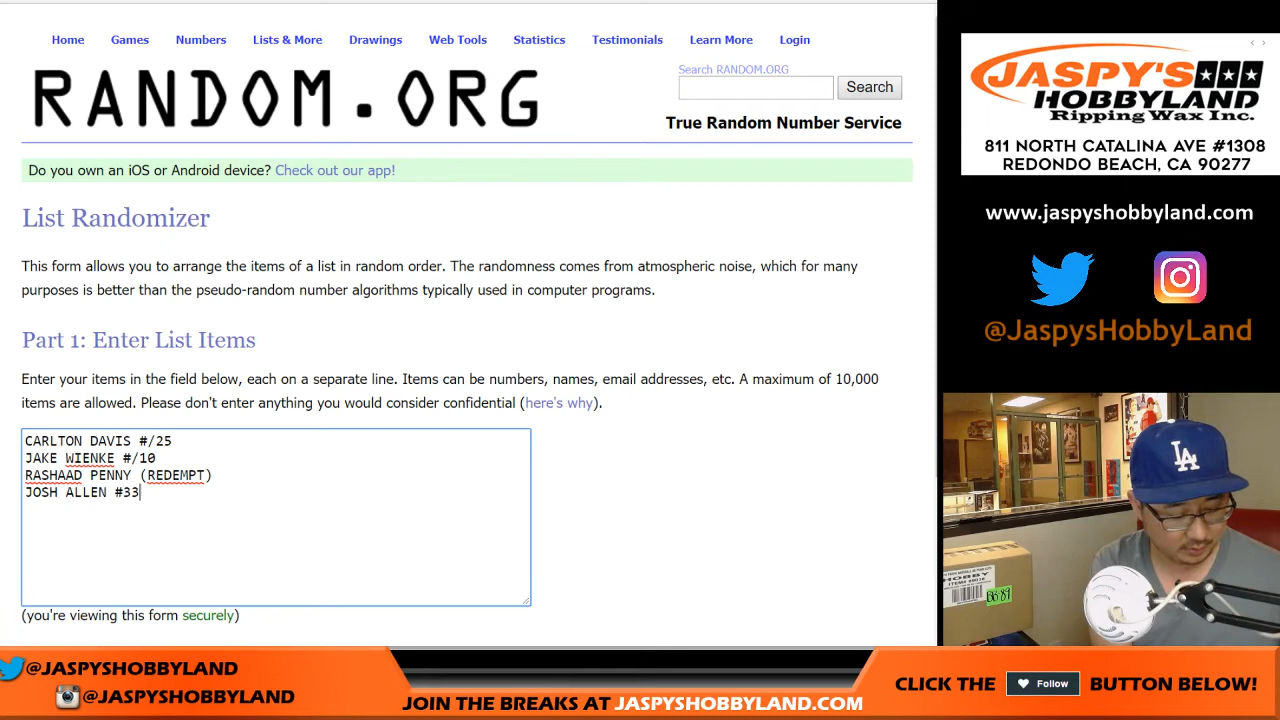 Home Games Numbers Lists & More Drawings Web Tools Statistics Testimonials Learn More Login
RANDOM.ORG
Search RANDOM.ORG
Search
True Random Number Service
Do you own an iOS or Android device? Check out our app!
List Randomizer
This form allows you to arrange the items of a list in random order. The randomness comes from atmospheric noise, which for many
purposes is better than the pseudo-random number algorithms typically used in computer programs.
Part 1: Enter List Items
Enter your items in the field below, each on a separate line. Items can be numbers, names, email addresses, etc. A maximum of 10,000
items are allowed. Please don't enter anything you would consider confidential (here's why).
CARLTON DAVIS #/25
JAKE WIENKE #/10
RASHAAD PENNY (REDEMPT)
JOSH ALLEN #33
(you're viewing this form securely)
JASPY'S
HOBBYLAND
Ripping Wax Inc.
811 NORTH CATALINA AVE #1308
REDONDO BEACH, CA 90277
www.jaspyshobbyland.com
@JaspysHobbyLand
LA
HOBBY
@JASPYSHOBBYLAND
@JASPYSHOBBYLAND
JOIN THE BREAKS AT JASPYSHOBBYLAND.COM
CLICK THE Follow BUTTON BELOW!